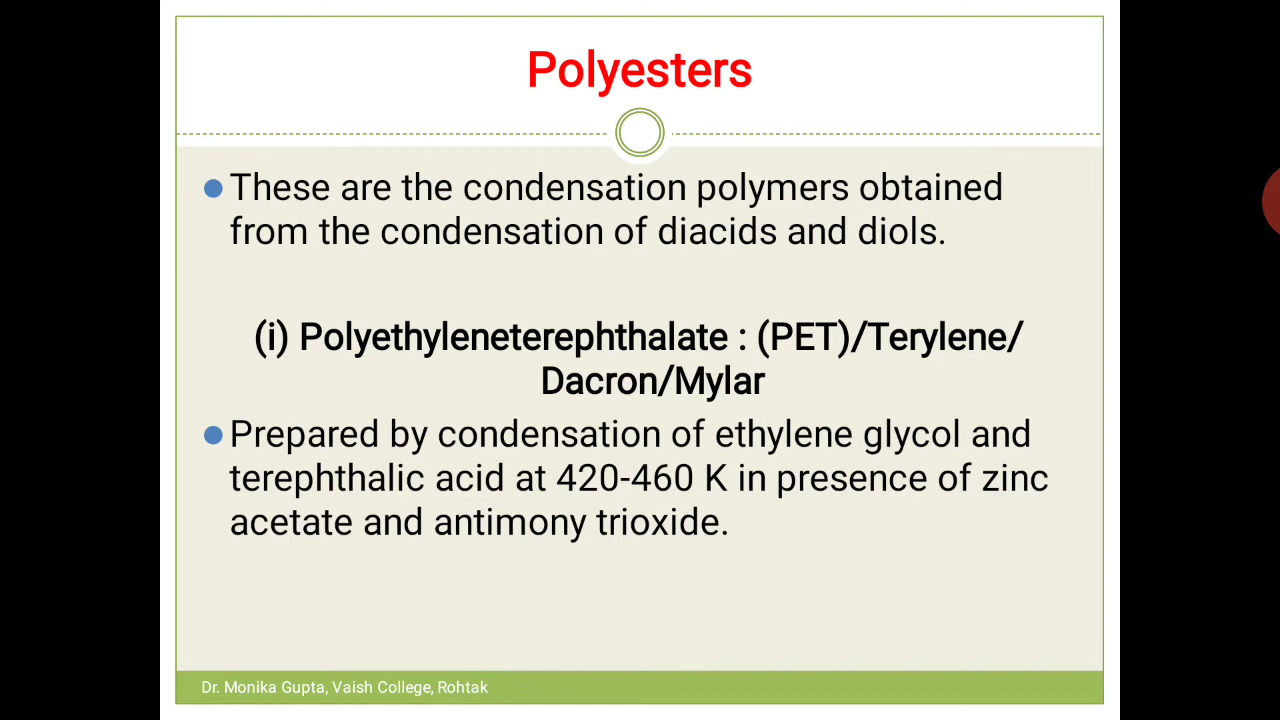 Polyesters
These are the condensation polymers obtained
from the condensation of diacids and diols.
(i) Polyethyleneterephthalate : (PET)/Terylene/
Dacron/Mylar
Prepared by condensation of ethylene glycol and
terephthalic acid at 420-460 K in presence of zinc
acetate and antimony trioxide.
Dr. Monika Gupta, Vaish College, Rohtak